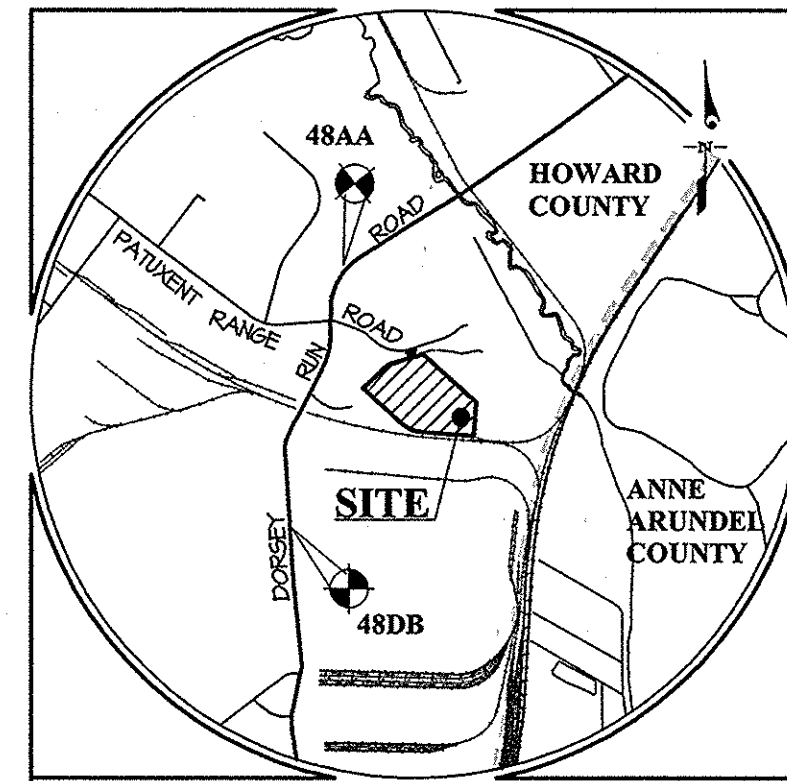 48AA
ROAD
HOWARD
COUNTY
N
PATUXENT RANGE ROAD
RUN
SITE
ANNE
ARUNDEL
COUNTY
DORSEY
48DB